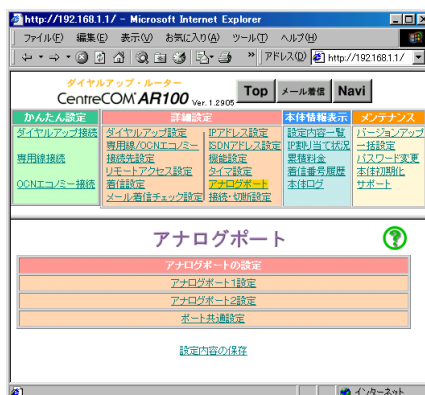 http://192.168.1.1/ - Microsoft Internet Explorer
ファイル(F) 編集(E) 表示(V) お気に入り(A) ツール(T) ヘルプ(H)
アドレス(D) http://192.168.1.1/
ダイヤルアップ・ルーター
CentreCOM AR100 Ver.1.2905 Top メール着信 Navi
かんたん設定 詳細設定 本体情報表示 メンテナンス
ダイヤルアップ接続 ダイヤルアップ設定 IPアドレス設定 設定内容一覧 バージョンアップ
専用線/OCNエコノミー ISDNアドレス設定 IP割り当て状況 一括設定
専用線接続 接続先設定 機能設定 累積料金 パスワード変更
リモートアクセス設定 タイマ設定 着信番号履歴 本体初期化
OCNエコノミー接続 着信設定 アナログポート 本体ログ サポート
メール着信チェック設定 接続・切断設定
アナログポート ?
アナログポートの設定
アナログポート1設定
アナログポート2設定
ポート共通設定
設定内容の保存
インターネット